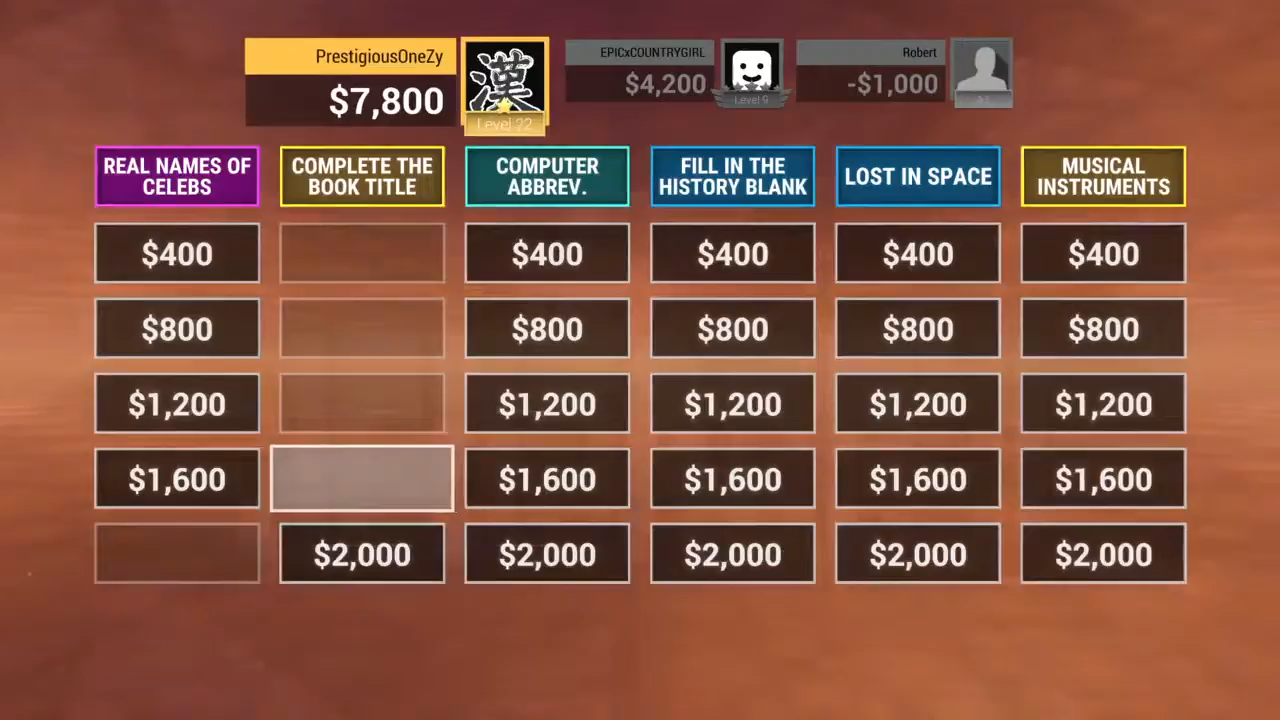 PrestigiousOneZy
$7,800
漢
Level 22
EPICxCOUNTRYGIRL
$4,200
Level 9
Robert
-$1,000
A.I.
REAL NAMES OF
CELEBS
COMPLETE THE
BOOK TITLE
COMPUTER
ABBREV.
FILL IN THE
HISTORY BLANK
LOST IN SPACE
MUSICAL
INSTRUMENTS
$400 $400 $400 $400 $400
$800 $800 $800 $800 $800
$1,200 $1,200 $1,200 $1,200 $1,200
$1,600 $1,600 $1,600 $1,600 $1,600
$2,000 $2,000 $2,000 $2,000 $2,000